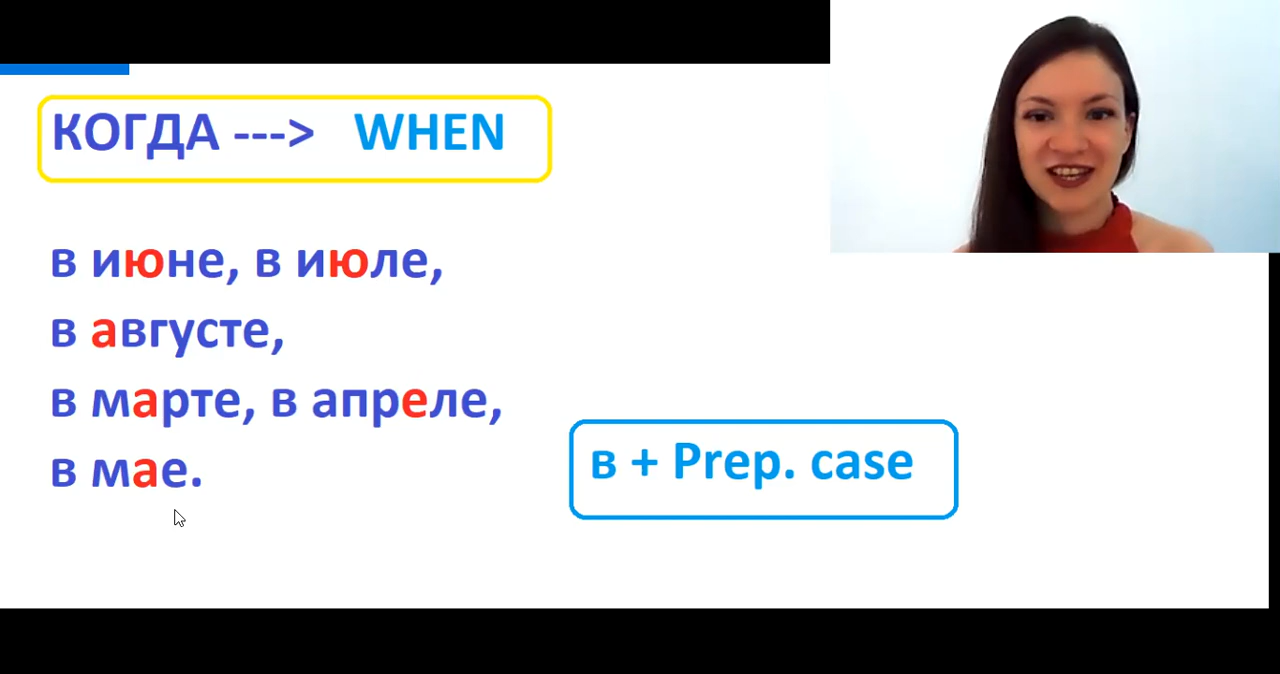 КОГДА ---> WHEN
в июне, в июле,
в августе,
в марте, в апреле,
в мае.
в + Prep. case